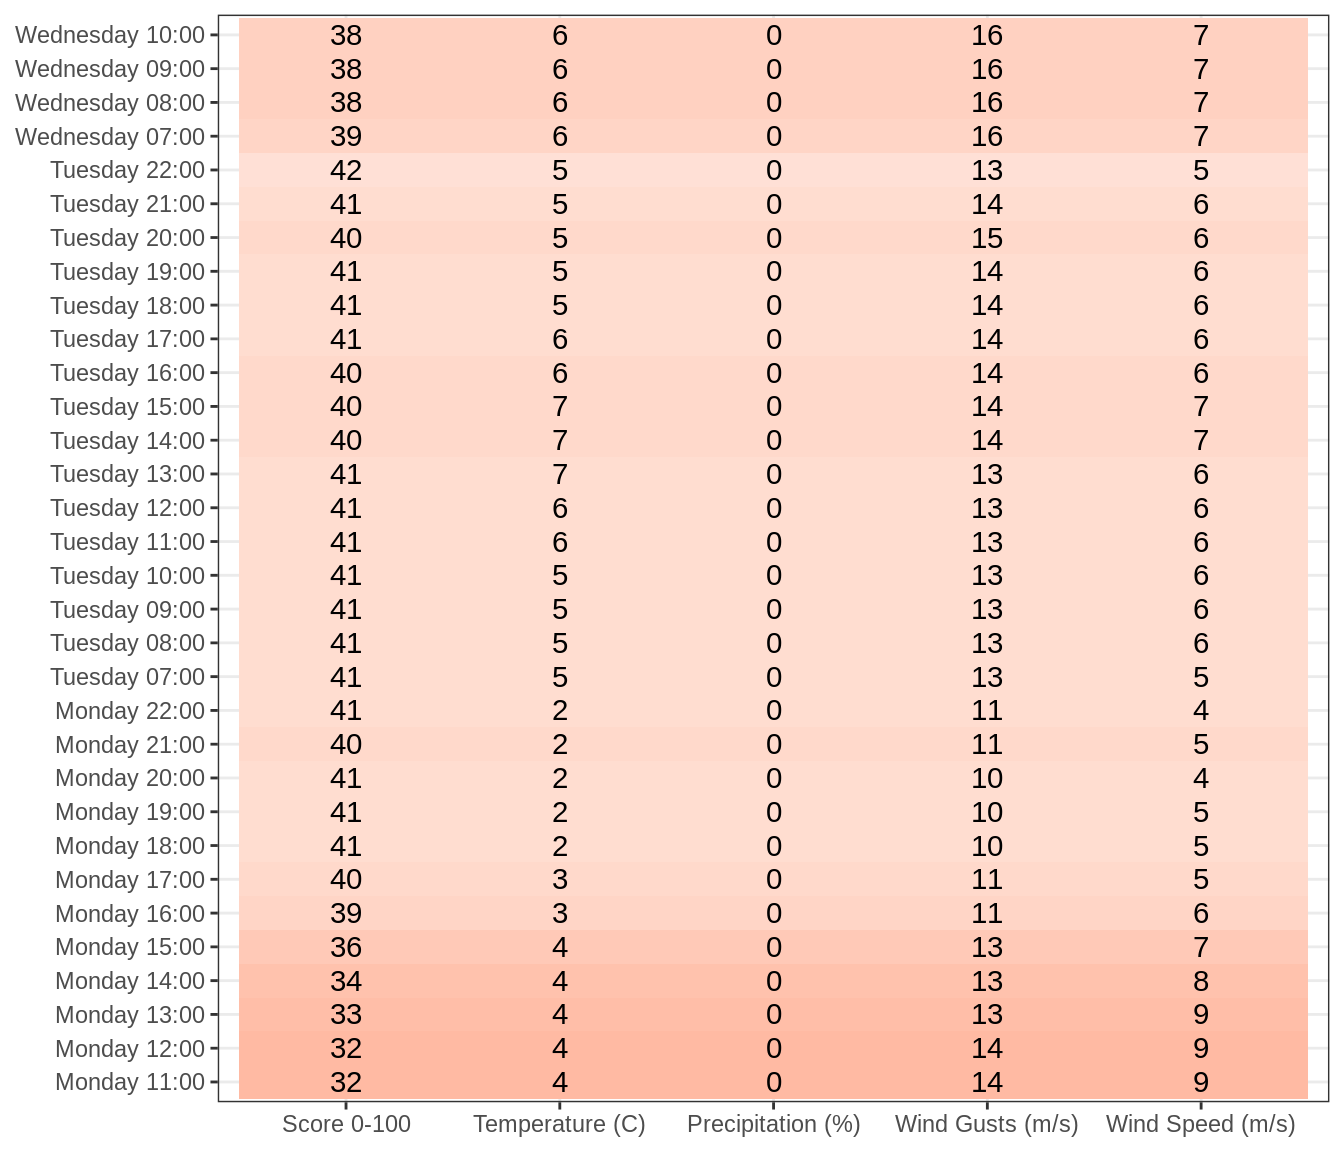 Wednesday 10:00 38 6 0 16 7
Wednesday 09:00 38 6 0 16 7
Wednesday 08:00 38 6 0 16 7
Wednesday 07:00 39 6 0 16 7
Tuesday 22:00 42 5 0 13 5
Tuesday 21:00 41 5 0 14 6
Tuesday 20:00 40 5 0 15 6
Tuesday 19:00 41 5 0 14 6
Tuesday 18:00 41 5 0 14 6
Tuesday 17:00 41 6 0 14 6
Tuesday 16:00 40 6 0 14 6
Tuesday 15:00 40 7 0 14 7
Tuesday 14:00 40 7 0 14 7
Tuesday 13:00 41 7 0 13 6
Tuesday 12:00 41 6 0 13 6
Tuesday 11:00 41 6 0 13 6
Tuesday 10:00 41 5 0 13 6
Tuesday 09:00 41 5 0 13 6
Tuesday 08:00 41 5 0 13 6
Tuesday 07:00 41 5 0 13 5
Monday 22:00 41 2 0 11 4
Monday 21:00 40 2 0 11 5
Monday 20:00 41 2 0 10 4
Monday 19:00 41 2 0 10 5
Monday 18:00 41 2 0 10 5
Monday 17:00 40 3 0 11 5
Monday 16:00 39 3 0 11 6
Monday 15:00 36 4 0 13 7
Monday 14:00 34 4 0 13 8
Monday 13:00 33 4 0 13 9
Monday 12:00 32 4 0 14 9
Monday 11:00 32 4 0 14 9
Score 0-100 Temperature (C) Precipitation (%) Wind Gusts (m/s) Wind Speed (m/s)